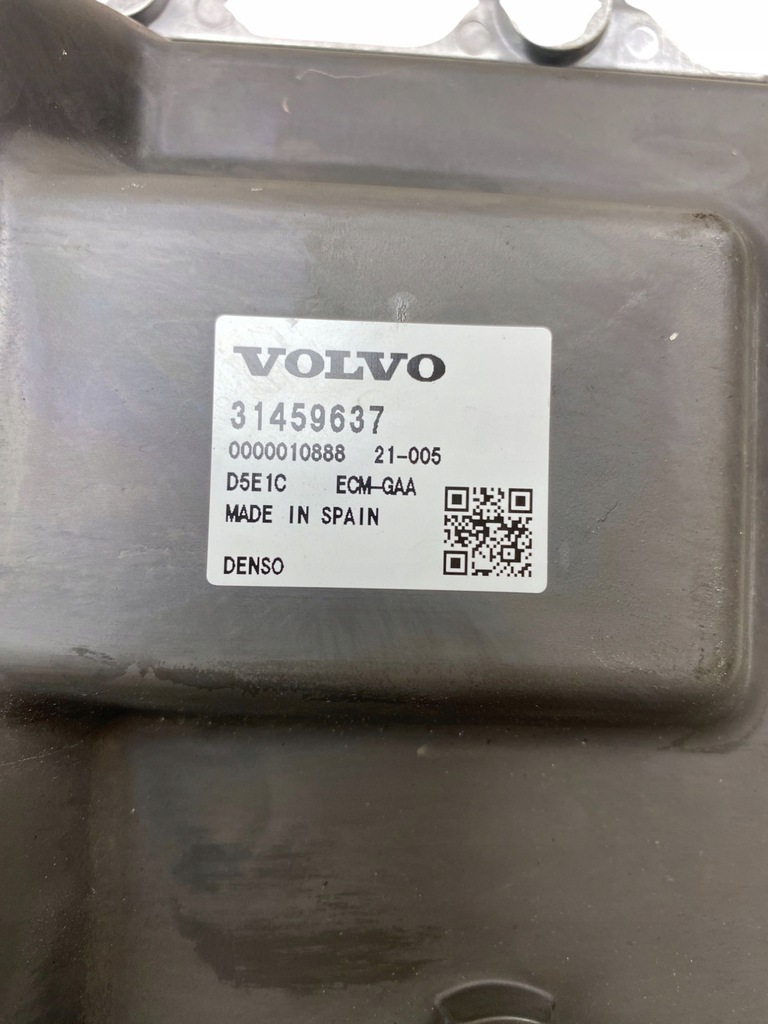 VOLVO
31459637
0000010888 21-005
D5E1C ECM-GAA
MADE IN SPAIN
DENSO